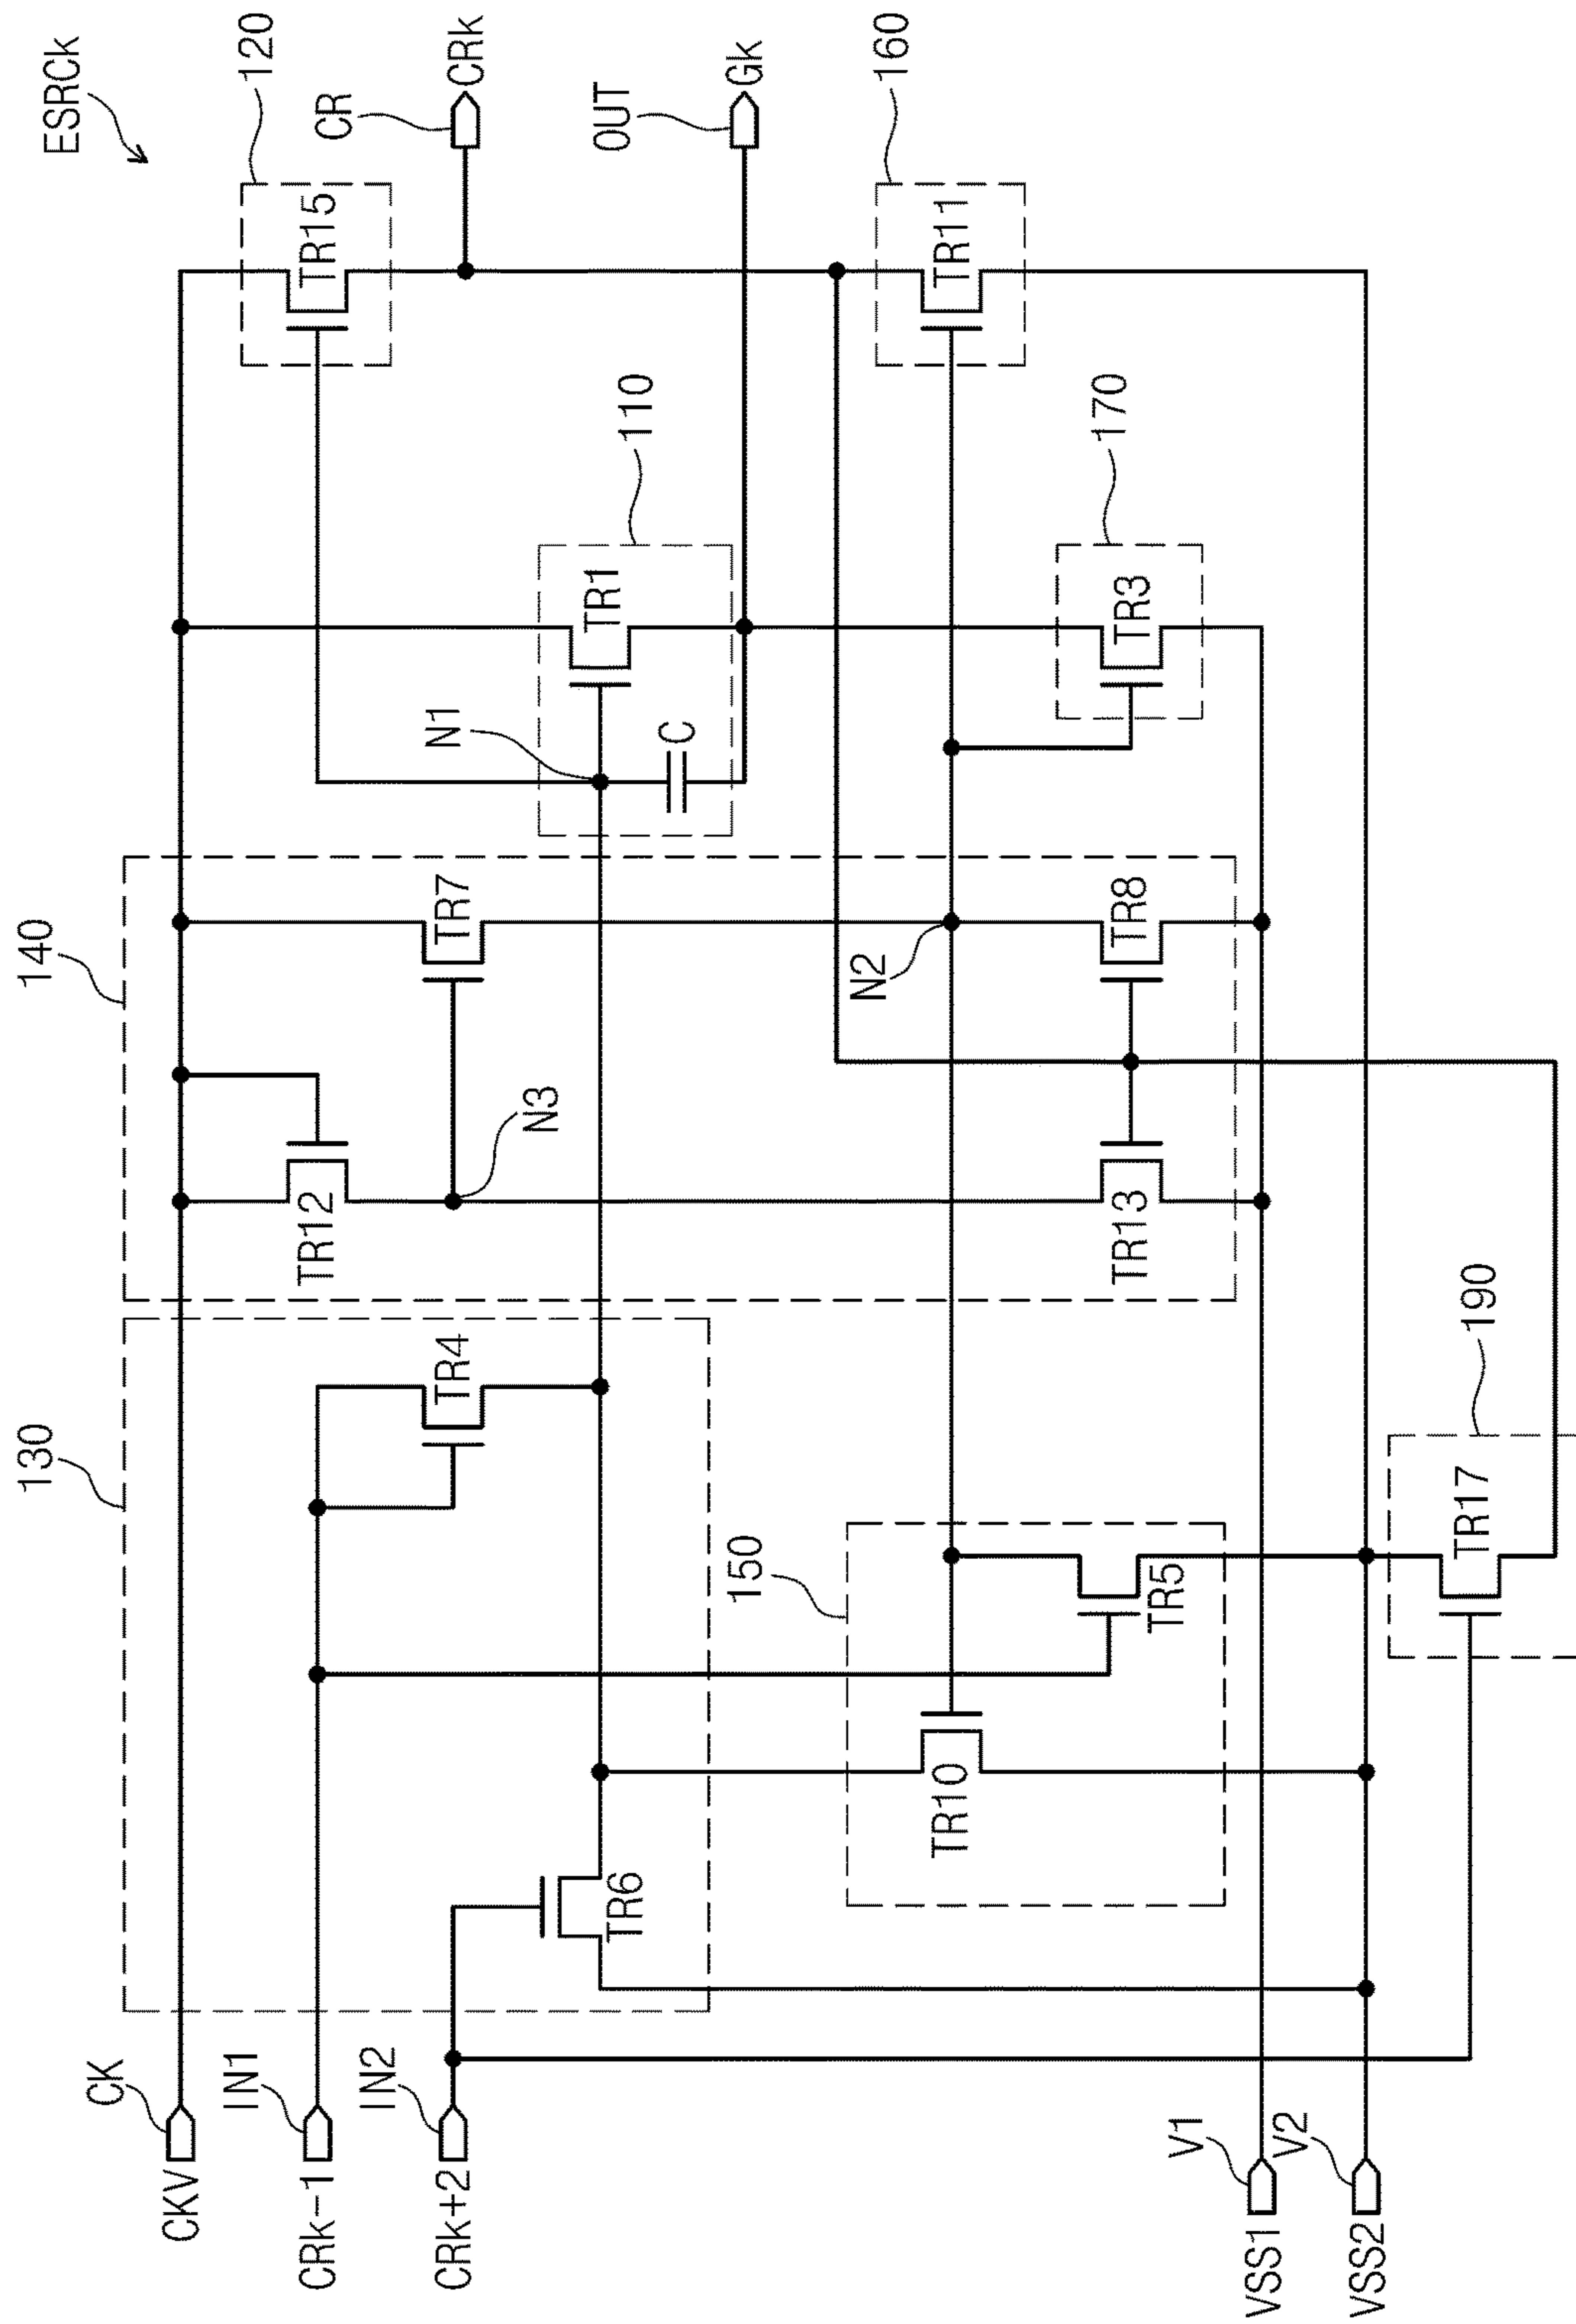 ESRCk
120
CR
CRk
OUT
Gk
160
TR15
TR11
110
170
TR1
TR3
N1
C
140
TR7
TR8
N2
N3
TR12
TR13
130
TR4
190
150
TR17
TR5
TR10
TR6
CK
CKV
IN1
CRk-1
IN2
CRk+2
V1
VSS1
V2
VSS2